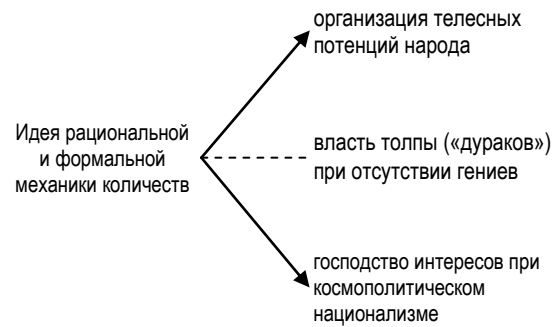 организация телесных
потенций народа
Идея рациональной
и формальной
механики количеств
власть толпы («дураков»)
при отсутствии гениев
господство интересов при
космополитическом
национализме